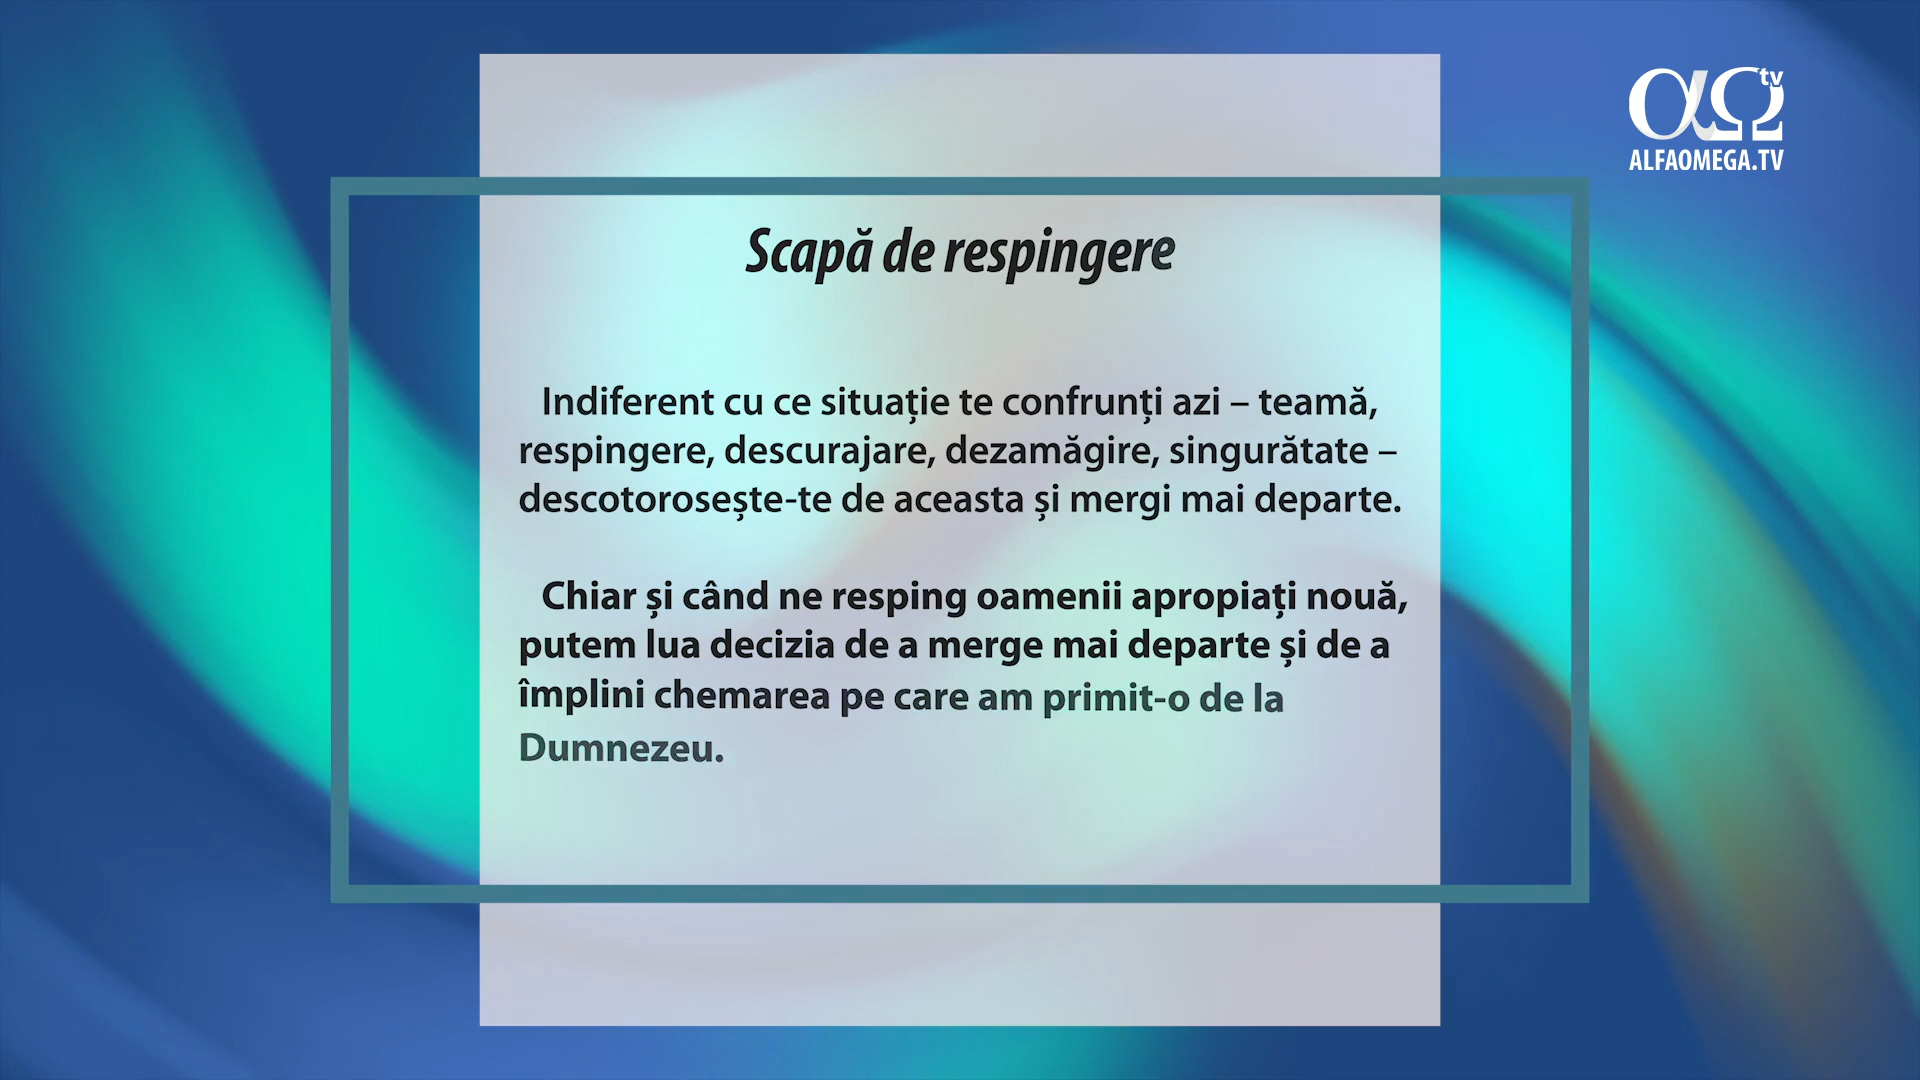 αΩ tv
ALFAOMEGA.TV
Scapă de respingere
Indiferent cu ce situație te confrunți azi – teamă,
respingere, descurajare, dezamăgire, singurătate –
descotorosește-te de aceasta și mergi mai departe.
Chiar și când ne resping oamenii apropiați nouă,
putem lua decizia de a merge mai departe și de a
împlini chemarea pe care am primit-o de la
Dumnezeu.